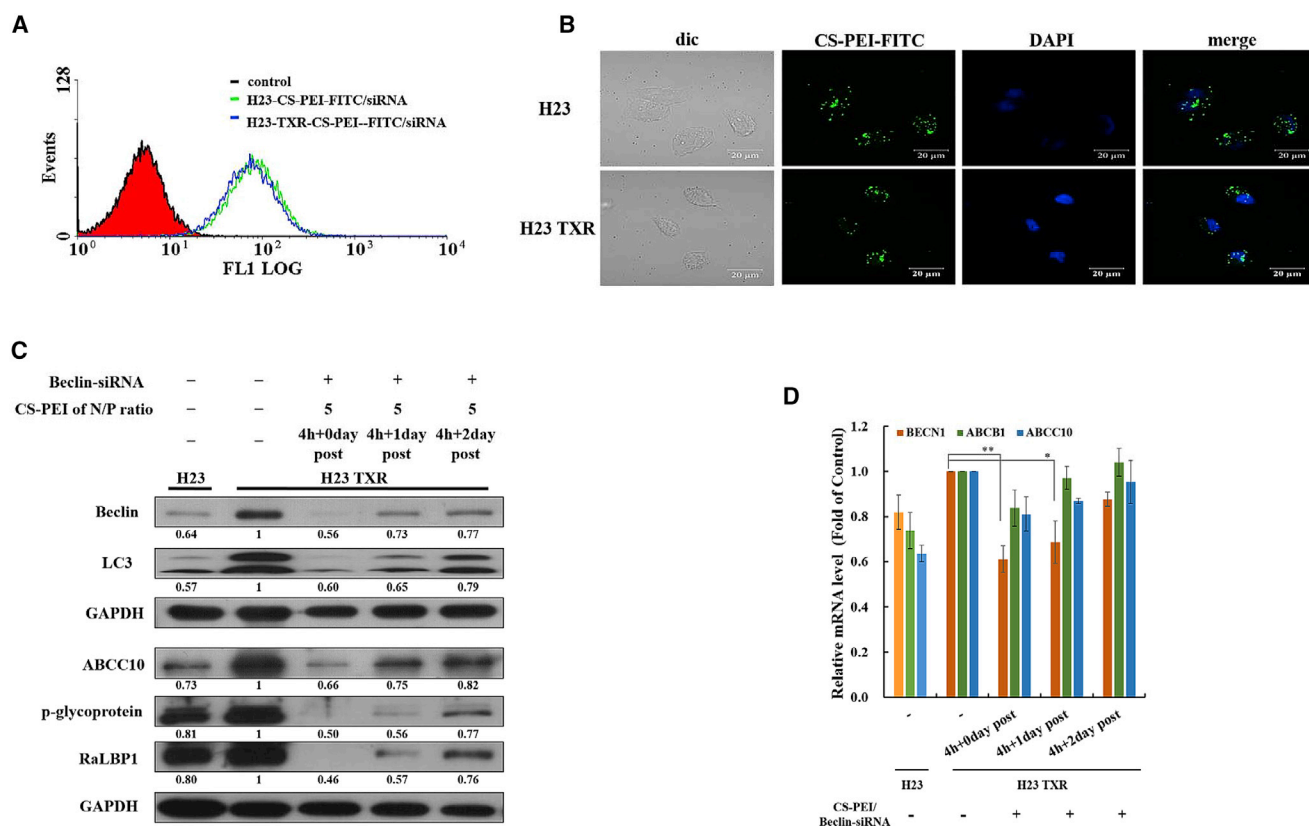 A
128
Events
0
control
H23-CS-PEI-FITC/siRNA
H23-TXR-CS-PEI--FITC/siRNA
10^0 10^1 10^2 10^3 10^4
FL1 LOG
B
dic CS-PEI-FITC DAPI merge
H23
20 μm 20 μm 20 μm 20 μm
H23 TXR
20 μm 20 μm 20 μm 20 μm
C
Beclin-siRNA – – + + +
CS-PEI of N/P ratio – – 5 5 5
– – 4h+0day post 4h+1day post 4h+2day post
H23 H23 TXR
Beclin
0.64 1 0.56 0.73 0.77
LC3
0.57 1 0.60 0.65 0.79
GAPDH
ABCC10
0.73 1 0.66 0.75 0.82
p-glycoprotein
0.81 1 0.50 0.56 0.77
RaLBP1
0.80 1 0.46 0.57 0.76
GAPDH
D
Relative mRNA level (Fold of Control)
BECN1 ABCB1 ABCC10
** *
1.0
0.8
0.6
0.4
0.2
0.0
- - 4h+0day post 4h+1day post 4h+2day post
H23 H23 TXR
CS-PEI/
Beclin-siRNA - - + + +